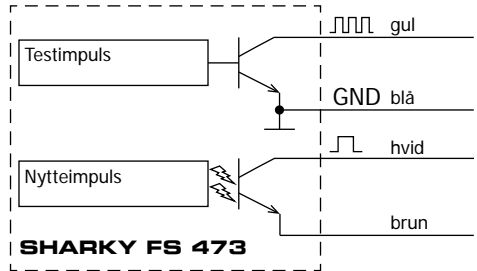 gul
Testimpuls
GND blå
hvid
Nytteimpuls
brun
SHARKY FS 473